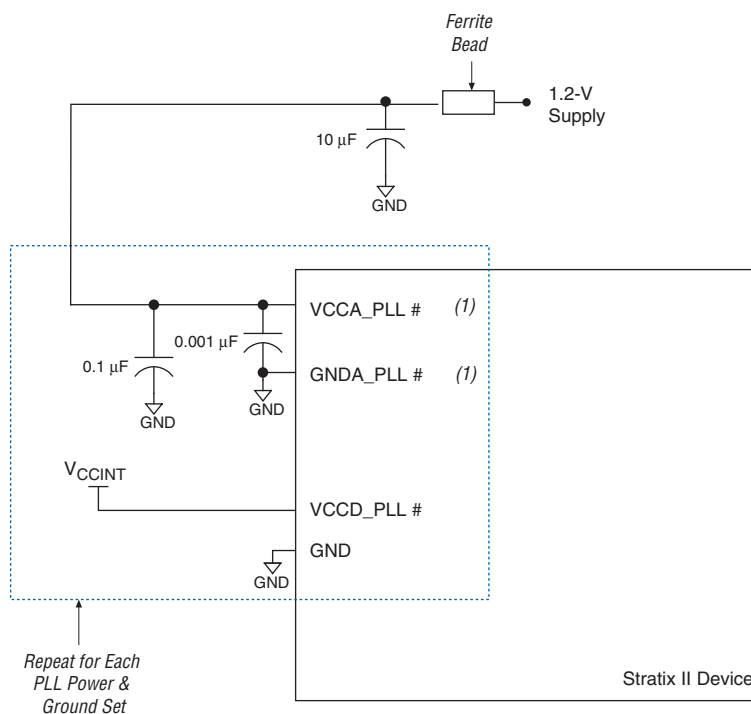 Ferrite
Bead
1.2-V
Supply
10 μF
GND
VCCA_PLL #
(1)
0.001 μF
0.1 μF
GNDA_PLL #
(1)
GND
GND
VCCINT
VCCD_PLL #
GND
GND
Repeat for Each
PLL Power &
Ground Set
Stratix II Device